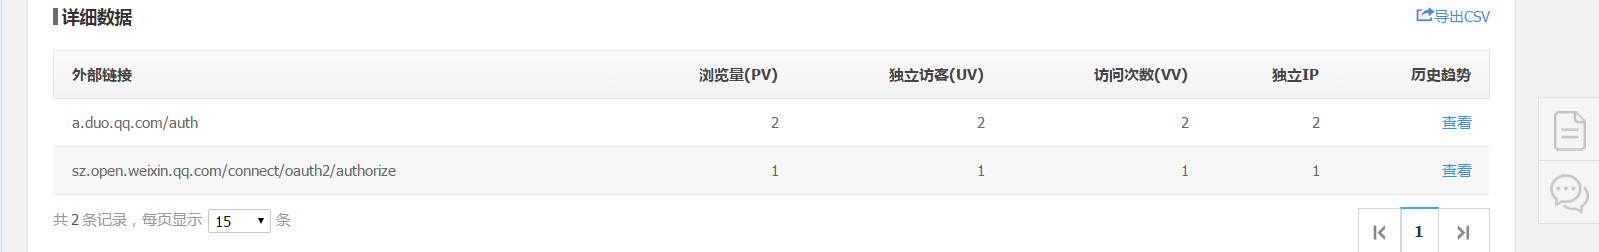 详细数据
导出CSV
外部链接 浏览量(PV) 独立访客(UV) 访问次数(VV) 独立IP 历史趋势
a.duo.qq.com/auth 2 2 2 2 查看
sz.open.weixin.qq.com/connect/oauth2/authorize 1 1 1 1 查看
共 2 条记录，每页显示 15 条
1